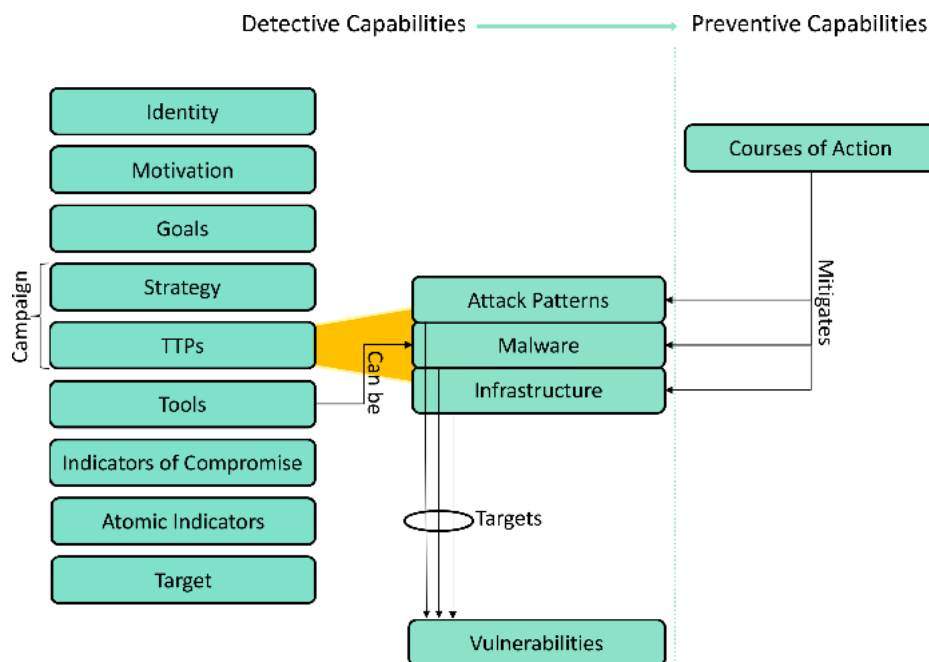 Detective Capabilities
Preventive Capabilities
Identity
Motivation
Goals
Strategy
TTPs
Tools
Indicators of Compromise
Atomic Indicators
Target
Campaign
Can be
Attack Patterns
Malware
Infrastructure
Targets
Vulnerabilities
Courses of Action
Mitigates